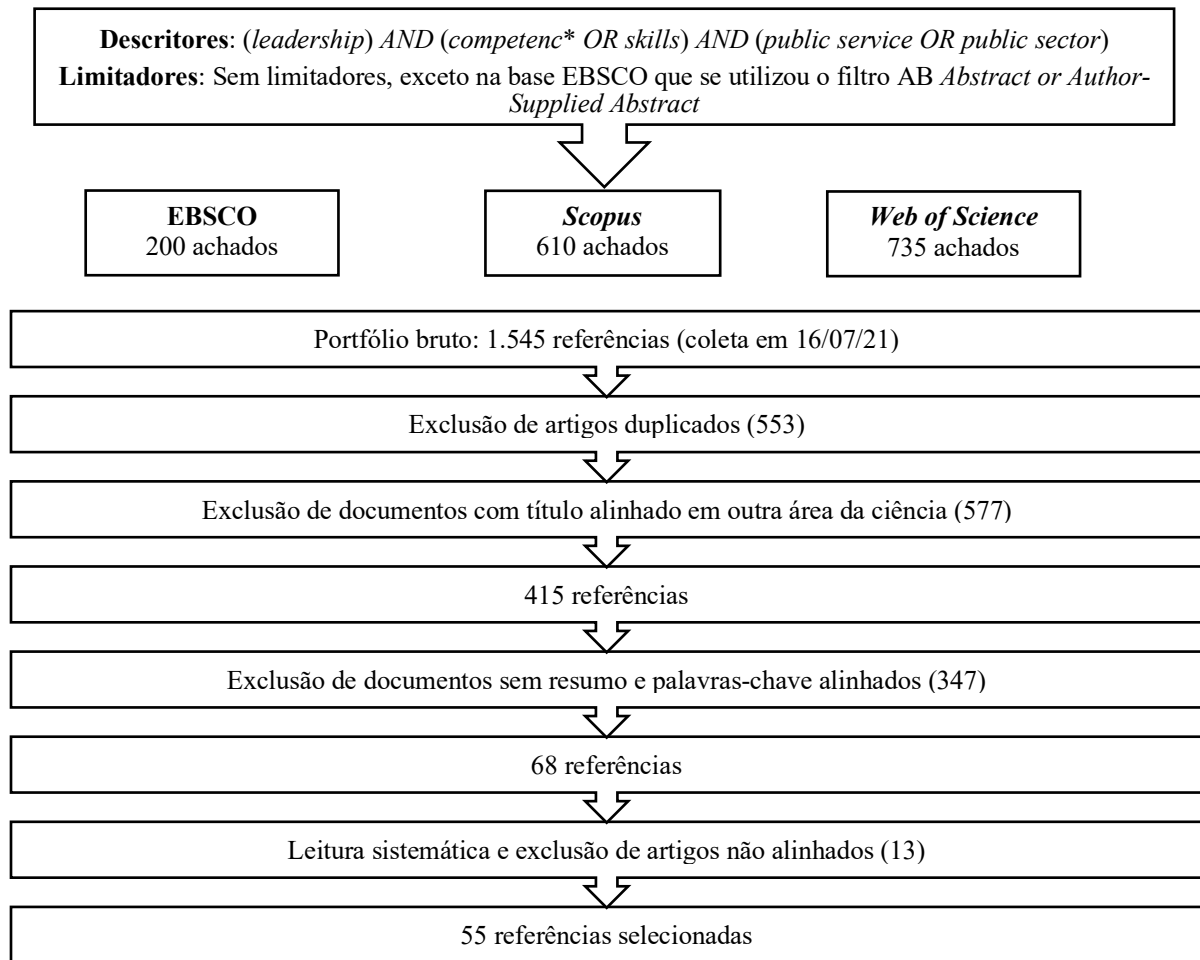 Descritores: (leadership) AND (competenc* OR skills) AND (public service OR public sector)
Limitadores: Sem limitadores, exceto na base EBSCO que se utilizou o filtro AB Abstract or Author-
Supplied Abstract
EBSCO
200 achados
Scopus
610 achados
Web of Science
735 achados
Portfólio bruto: 1.545 referências (coleta em 16/07/21)
Exclusão de artigos duplicados (553)
Exclusão de documentos com título alinhado em outra área da ciência (577)
415 referências
Exclusão de documentos sem resumo e palavras-chave alinhados (347)
68 referências
Leitura sistemática e exclusão de artigos não alinhados (13)
55 referências selecionadas